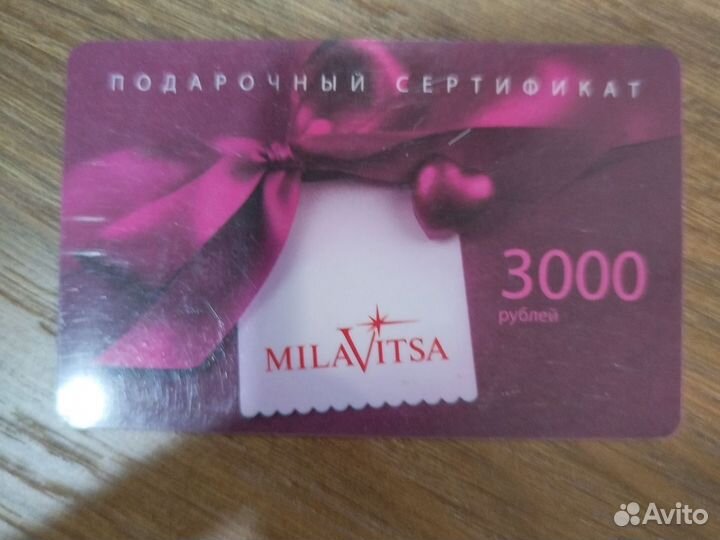 ПОДАРОЧНЫЙ СЕРТИФИКАТ
3000
рублей
MILAVITSA
Avito